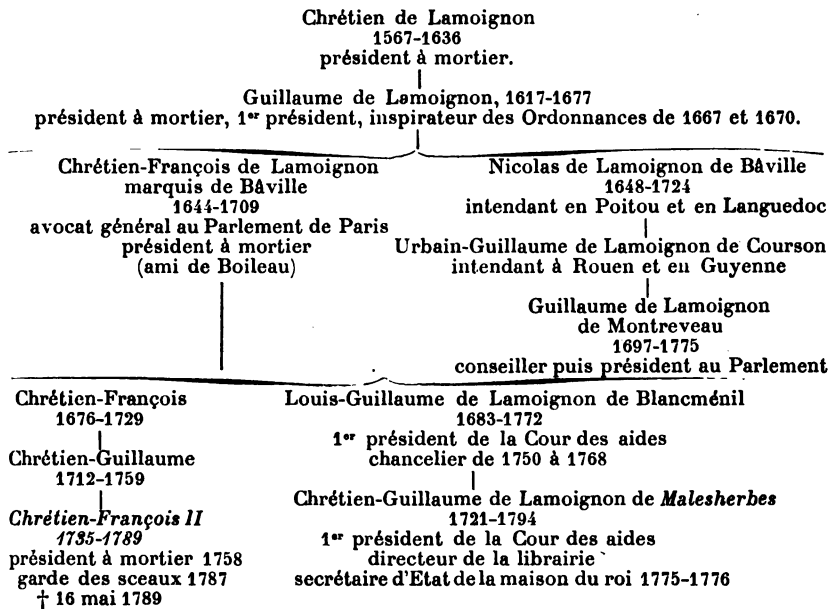 Chrétien de Lamoignon
1567-1636
président à mortier.
Guillaume de Lamoignon, 1617-1677
président à mortier, 1er président, inspirateur des Ordonnances de 1667 et 1670.
Chrétien-François de Lamoignon
marquis de Bâville
1644-1709
avocat général au Parlement de Paris
président à mortier
(ami de Boileau)
Nicolas de Lamoignon de Bâville
1648-1724
intendant en Poitou et en Languedoc
Urbain-Guillaume de Lamoignon de Courson
intendant à Rouen et en Guyenne
Guillaume de Lamoignon
de Montreveau
1697-1775
conseiller puis président au Parlement
Chrétien-François
1676-1729
Chrétien-Guillaume
1712-1759
Chrétien-François II
1735-1789
président à mortier 1758
garde des sceaux 1787
† 16 mai 1789
Louis-Guillaume de Lamoignon de Blancménil
1683-1772
1er président de la Cour des aides
chancelier de 1750 à 1768
Chrétien-Guillaume de Lamoignon de Malesherbes
1721-1794
1er président de la Cour des aides
directeur de la librairie
secrétaire d'Etat de la maison du roi 1775-1776